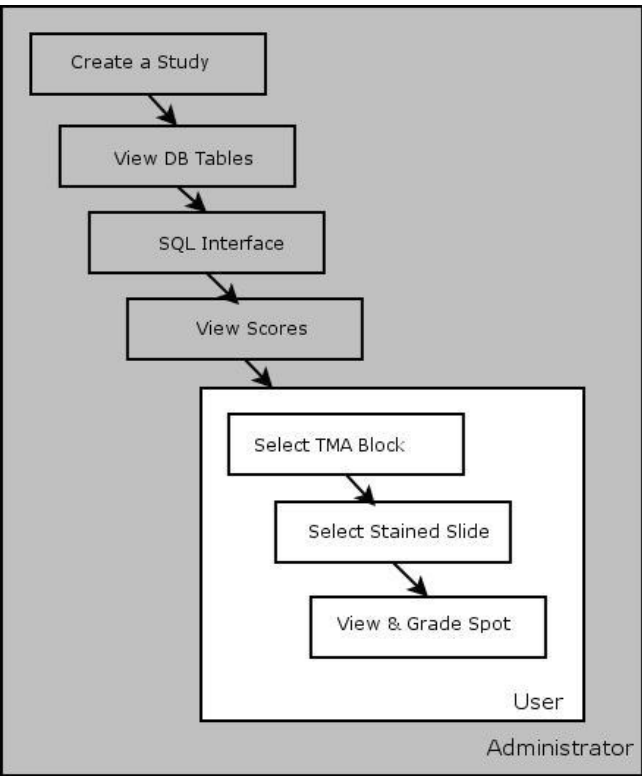 Create a Study
View DB Tables
SQL Interface
View Scores
Select TMA Block
Select Stained Slide
View & Grade Spot
User
Administrator